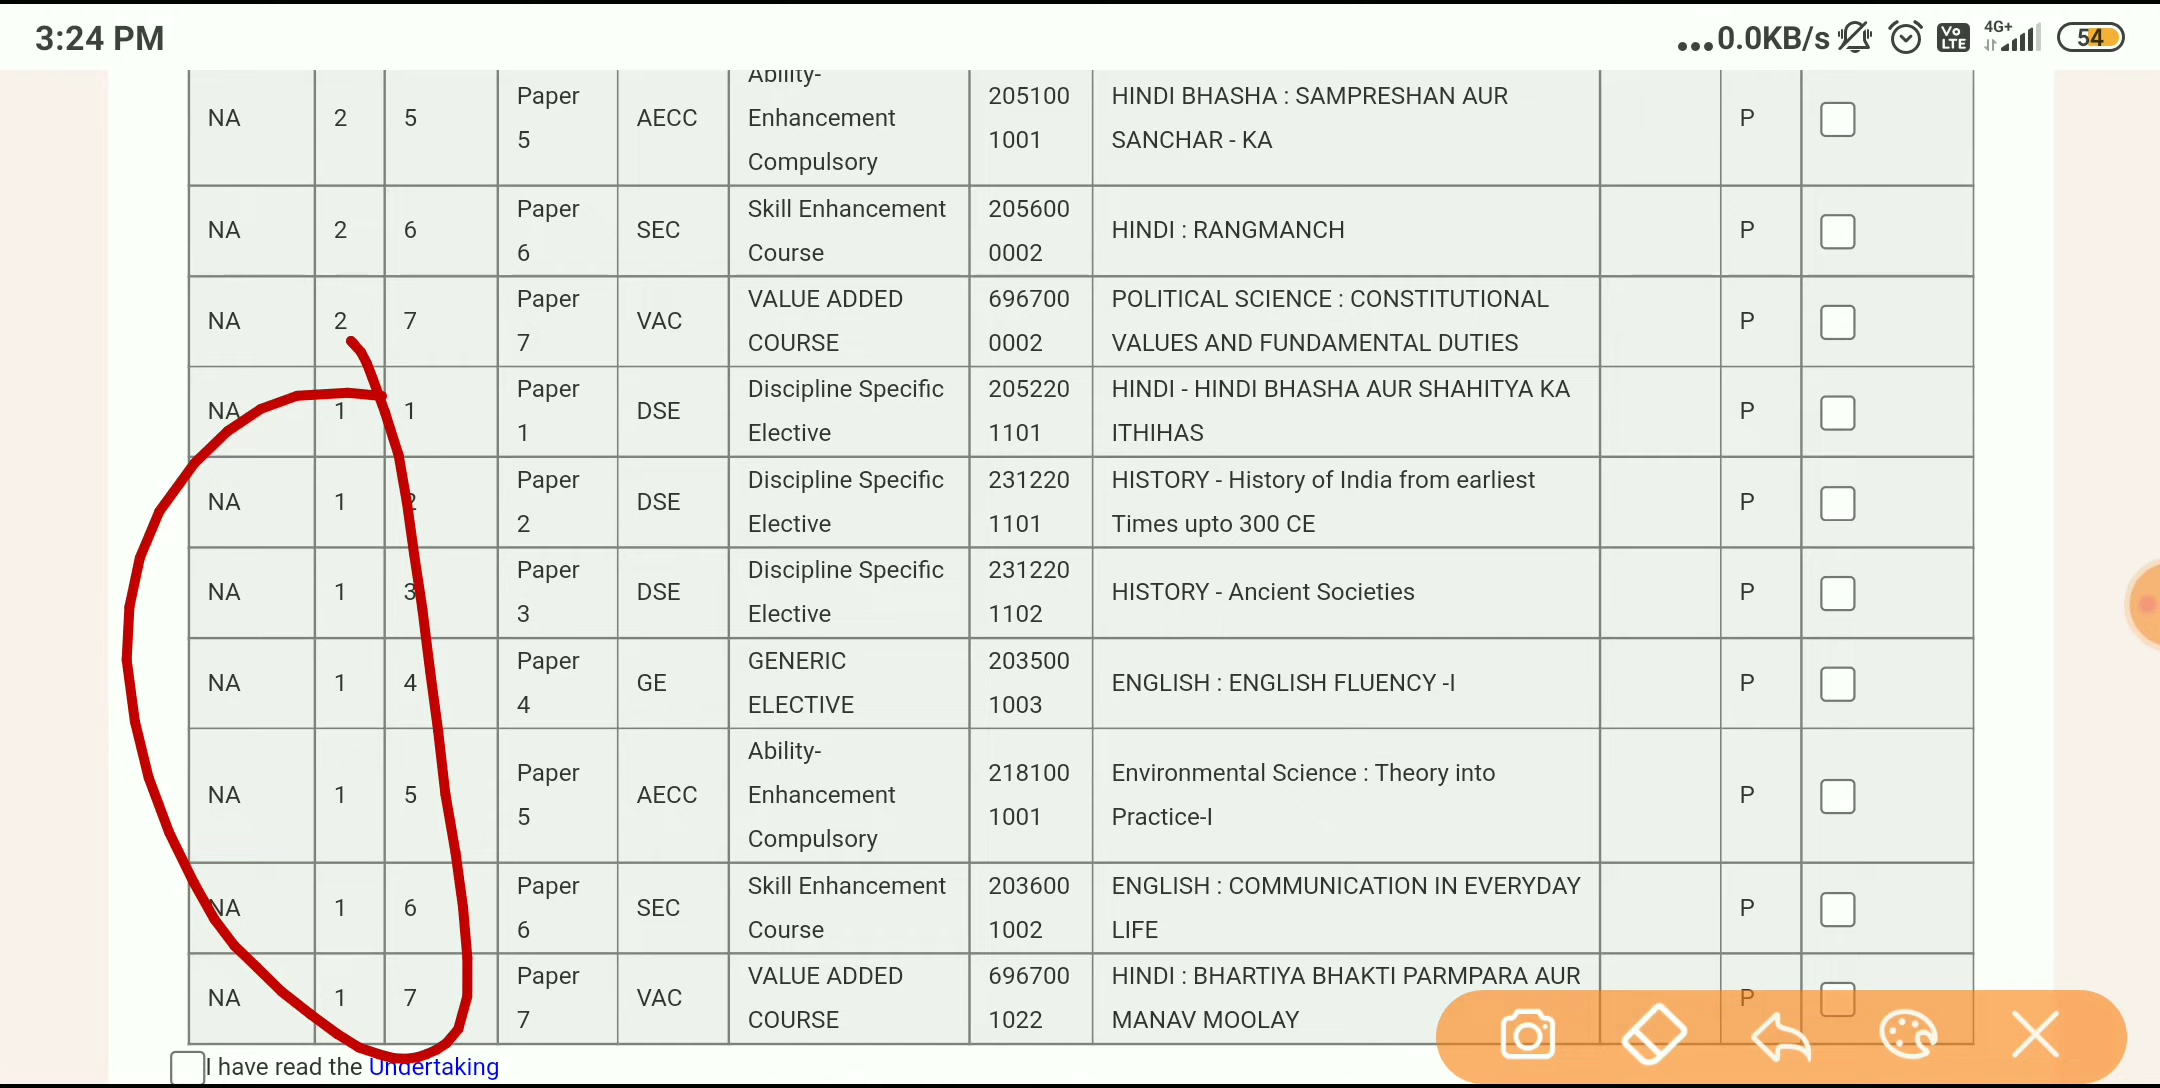 3:24 PM
...0.0KB/s Vo LTE 4G+ 54
Ability-
NA 2 5 Paper 5 AECC Enhancement Compulsory 205100 1001 HINDI BHASHA : SAMPRESHAN AUR SANCHAR - KA P
NA 2 6 Paper 6 SEC Skill Enhancement Course 205600 0002 HINDI : RANGMANCH P
NA 2 7 Paper 7 VAC VALUE ADDED COURSE 696700 0002 POLITICAL SCIENCE : CONSTITUTIONAL VALUES AND FUNDAMENTAL DUTIES P
NA 1 1 Paper 1 DSE Discipline Specific Elective 205220 1101 HINDI - HINDI BHASHA AUR SHAHITYA KA ITHIHAS P
NA 1 2 Paper 2 DSE Discipline Specific Elective 231220 1101 HISTORY - History of India from earliest Times upto 300 CE P
NA 1 3 Paper 3 DSE Discipline Specific Elective 231220 1102 HISTORY - Ancient Societies P
NA 1 4 Paper 4 GE GENERIC ELECTIVE 203500 1003 ENGLISH : ENGLISH FLUENCY -I P
NA 1 5 Paper 5 AECC Ability- Enhancement Compulsory 218100 1001 Environmental Science : Theory into Practice-I P
NA 1 6 Paper 6 SEC Skill Enhancement Course 203600 1002 ENGLISH : COMMUNICATION IN EVERYDAY LIFE P
NA 1 7 Paper 7 VAC VALUE ADDED COURSE 696700 1022 HINDI : BHARTIYA BHAKTI PARMPARA AUR MANAV MOOLAY P
I have read the Undertaking